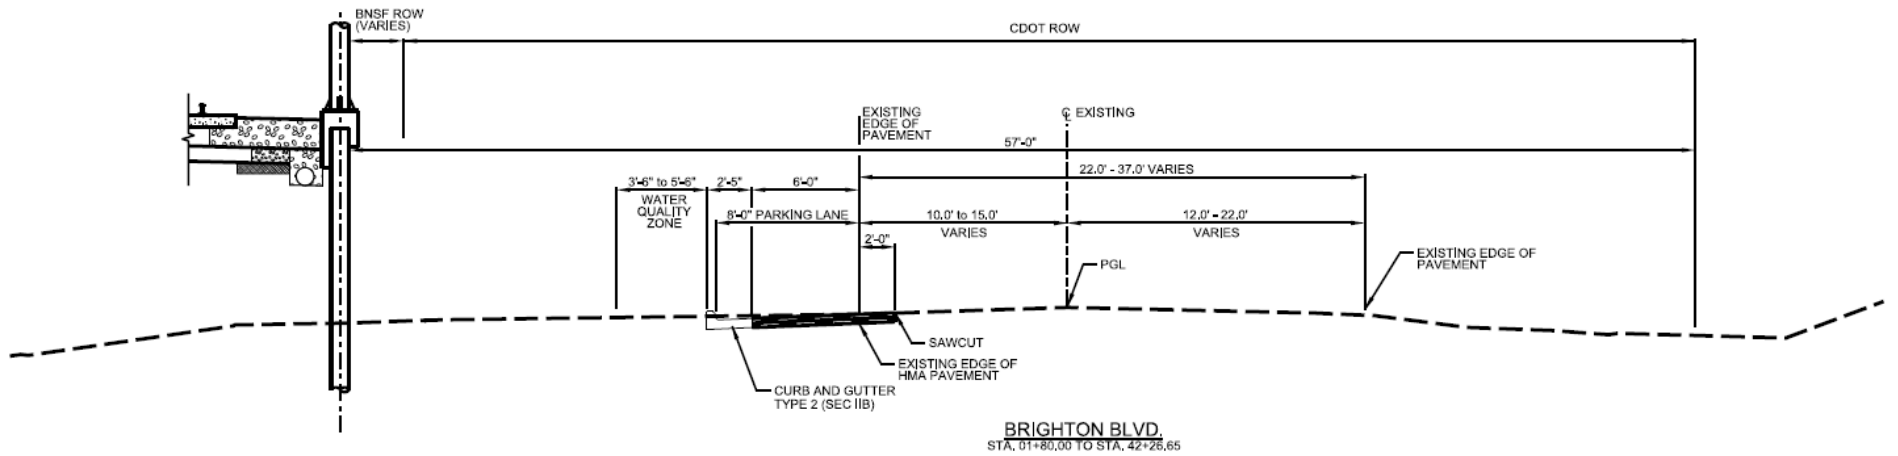 BNSF ROW
(VARIES)
CDOT ROW
EXISTING
EDGE OF
PAVEMENT
℄ EXISTING
57'-0"
22.0' - 37.0' VARIES
3'-6" to 5'-6"
2'-5"
6'-0"
WATER
QUALITY
ZONE
8'-0" PARKING LANE
10.0' to 15.0'
VARIES
12.0' - 22.0'
VARIES
2'-0"
PGL
EXISTING EDGE OF
PAVEMENT
SAWCUT
EXISTING EDGE OF
HMA PAVEMENT
CURB AND GUTTER
TYPE 2 (SEC IIB)
BRIGHTON BLVD.
STA. 01+80.00 TO STA. 42+26.65